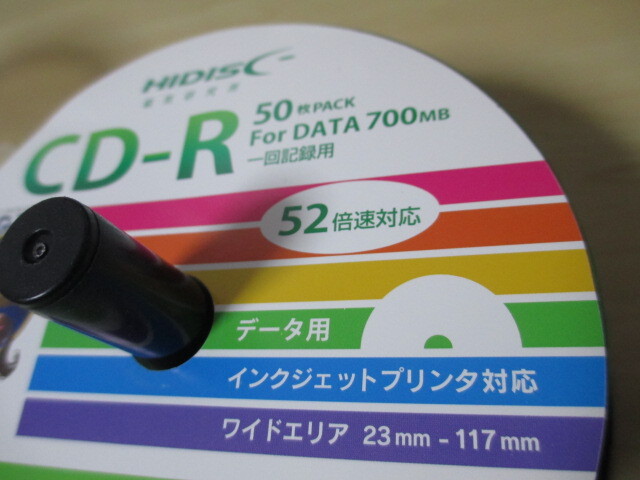 HIDISC
CD-R
50枚PACK
For DATA 700MB
一回記録用
52倍速対応
データ用
インクジェットプリンタ対応
ワイドエリア 23mm - 117mm